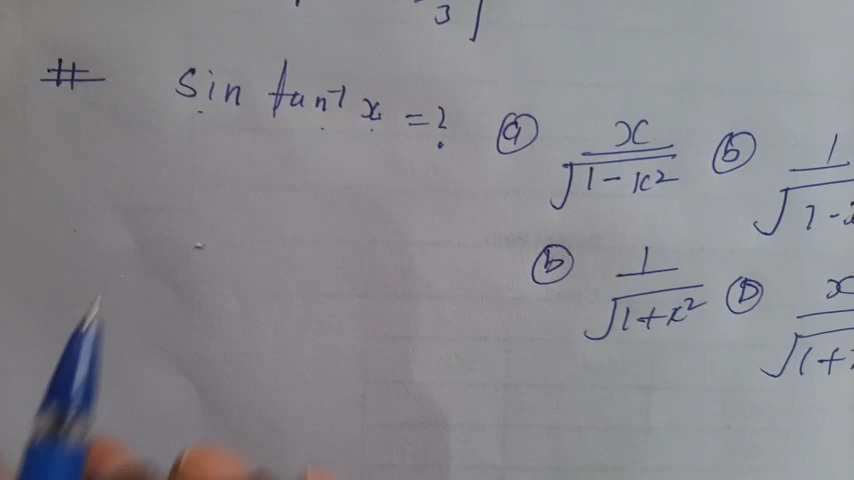 3 ]
# sin tan⁻¹ x = ? (a) x/√(1-x²) (b) 1/√(1-
(b) 1/√(1+x²) (D) x/√(1+